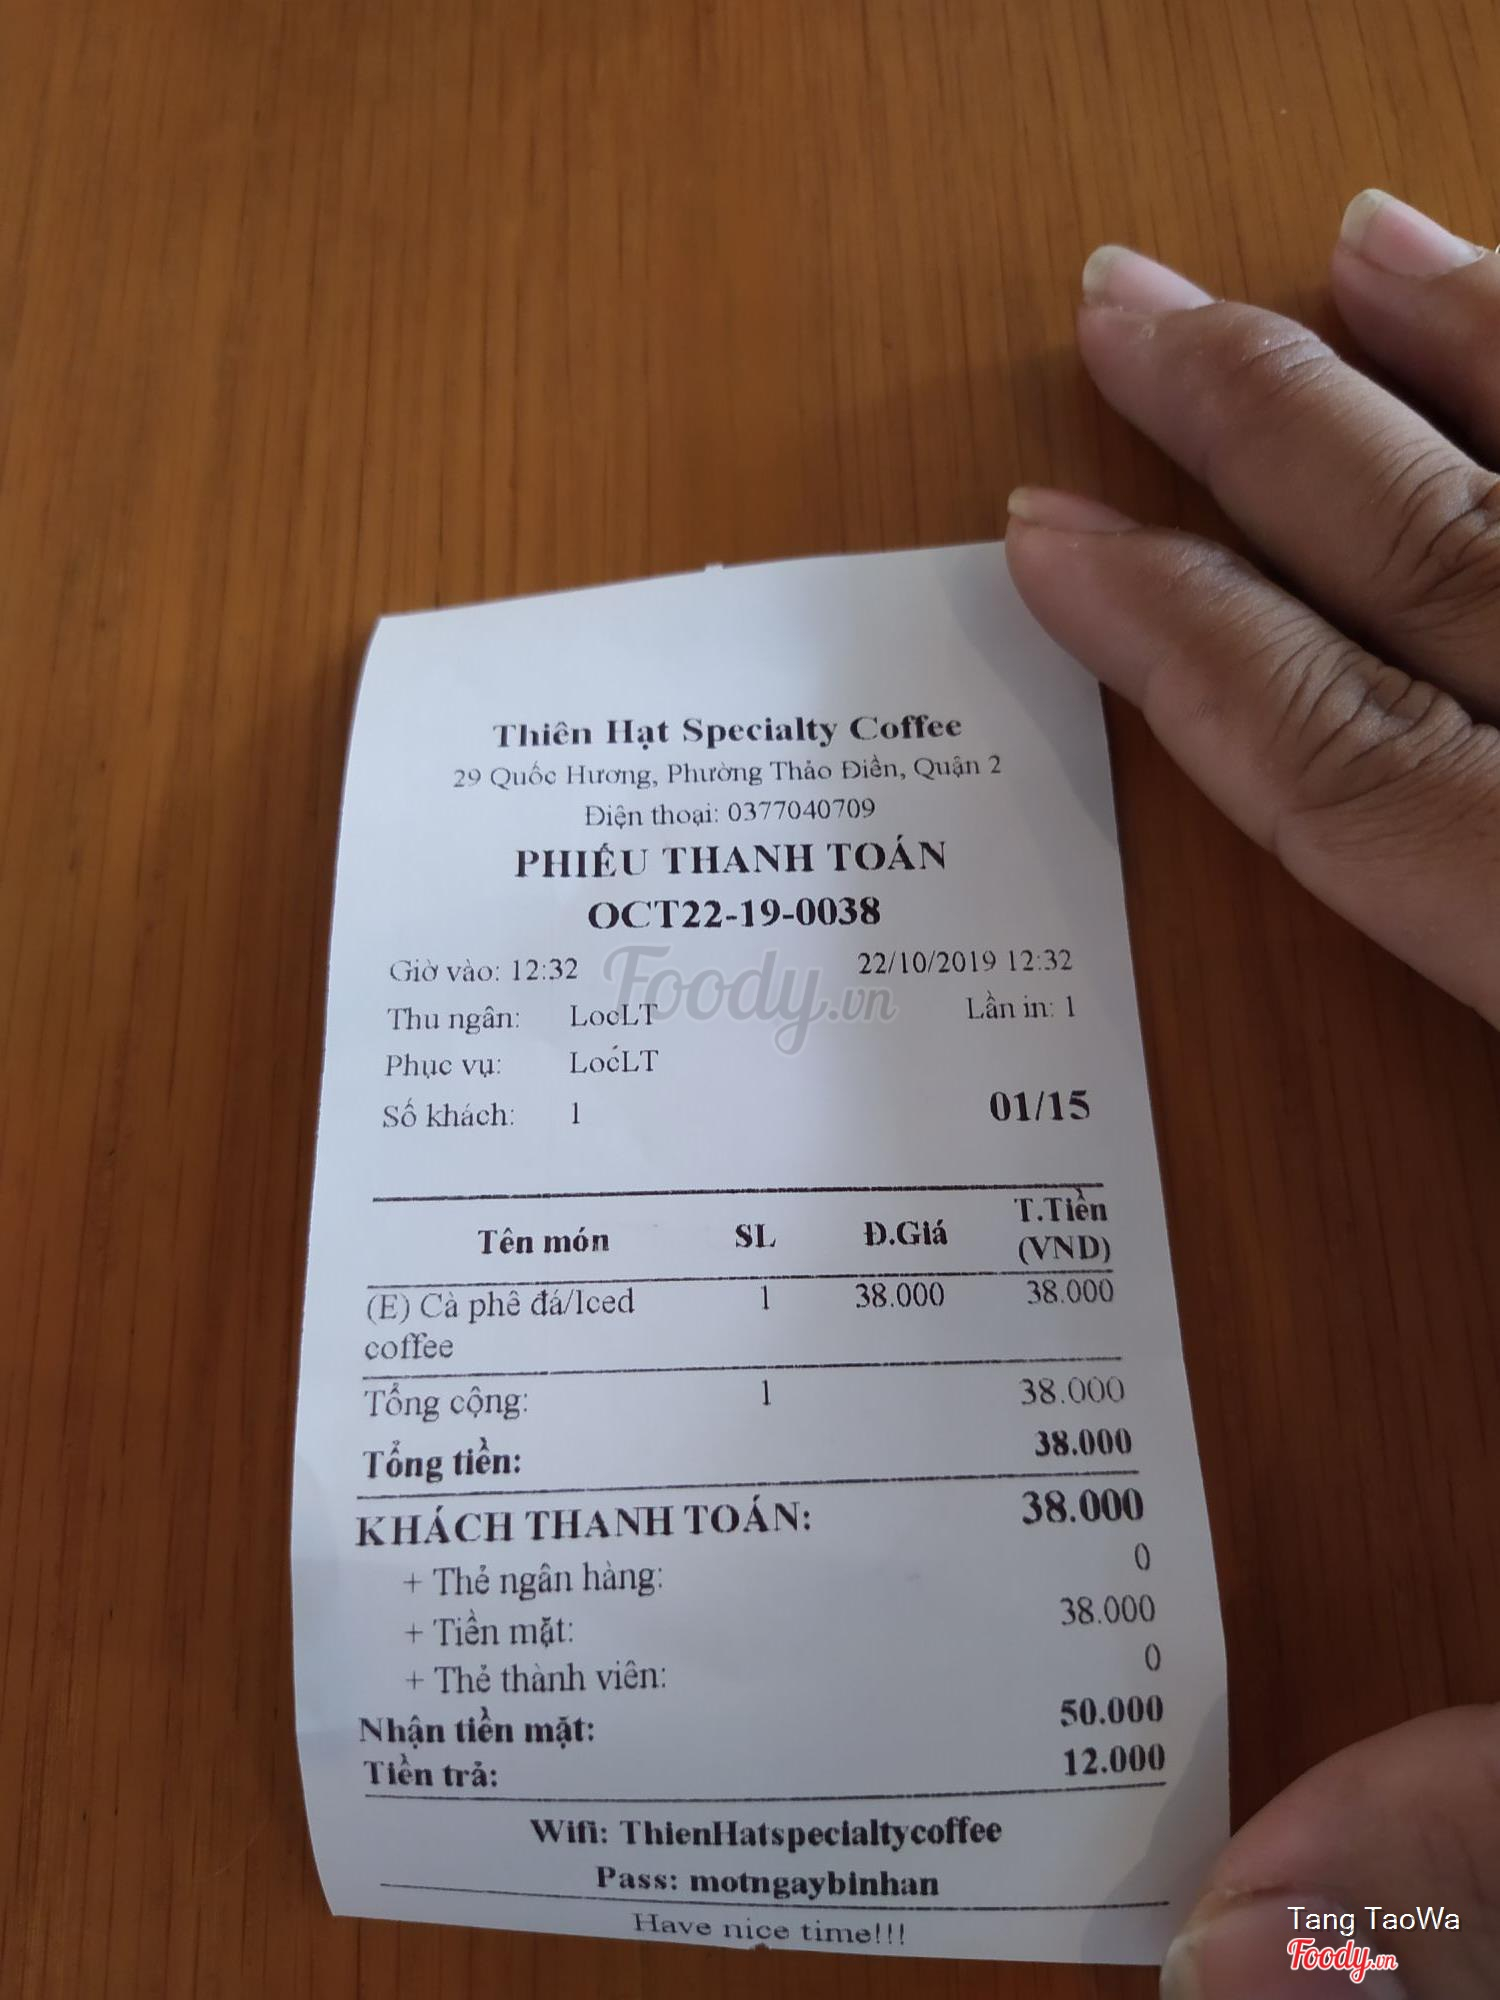 Thiên Hạt Specialty Coffee
29 Quốc Hương, Phường Thảo Điền, Quận 2
Điện thoại: 0377040709
PHIẾU THANH TOÁN
OCT22-19-0038
Giờ vào: 12:32 22/10/2019 12:32
Thu ngân: LocLT Lần in: 1
Phục vụ: LocLT
Số khách: 1 01/15
Tên món SL Đ.Giá T.Tiền (VND)
(E) Cà phê đá/Iced 1 38.000 38.000
coffee
Tổng cộng: 1 38.000
Tổng tiền: 38.000
KHÁCH THANH TOÁN: 38.000
+ Thẻ ngân hàng: 0
+ Tiền mặt: 38.000
+ Thẻ thành viên: 0
Nhận tiền mặt: 50.000
Tiền trả: 12.000
Wifi: ThienHatspecialtycoffee
Pass: motngaybinhan
Have nice time!!!
Foody.vn
Tang TaoWa
Foody.vn